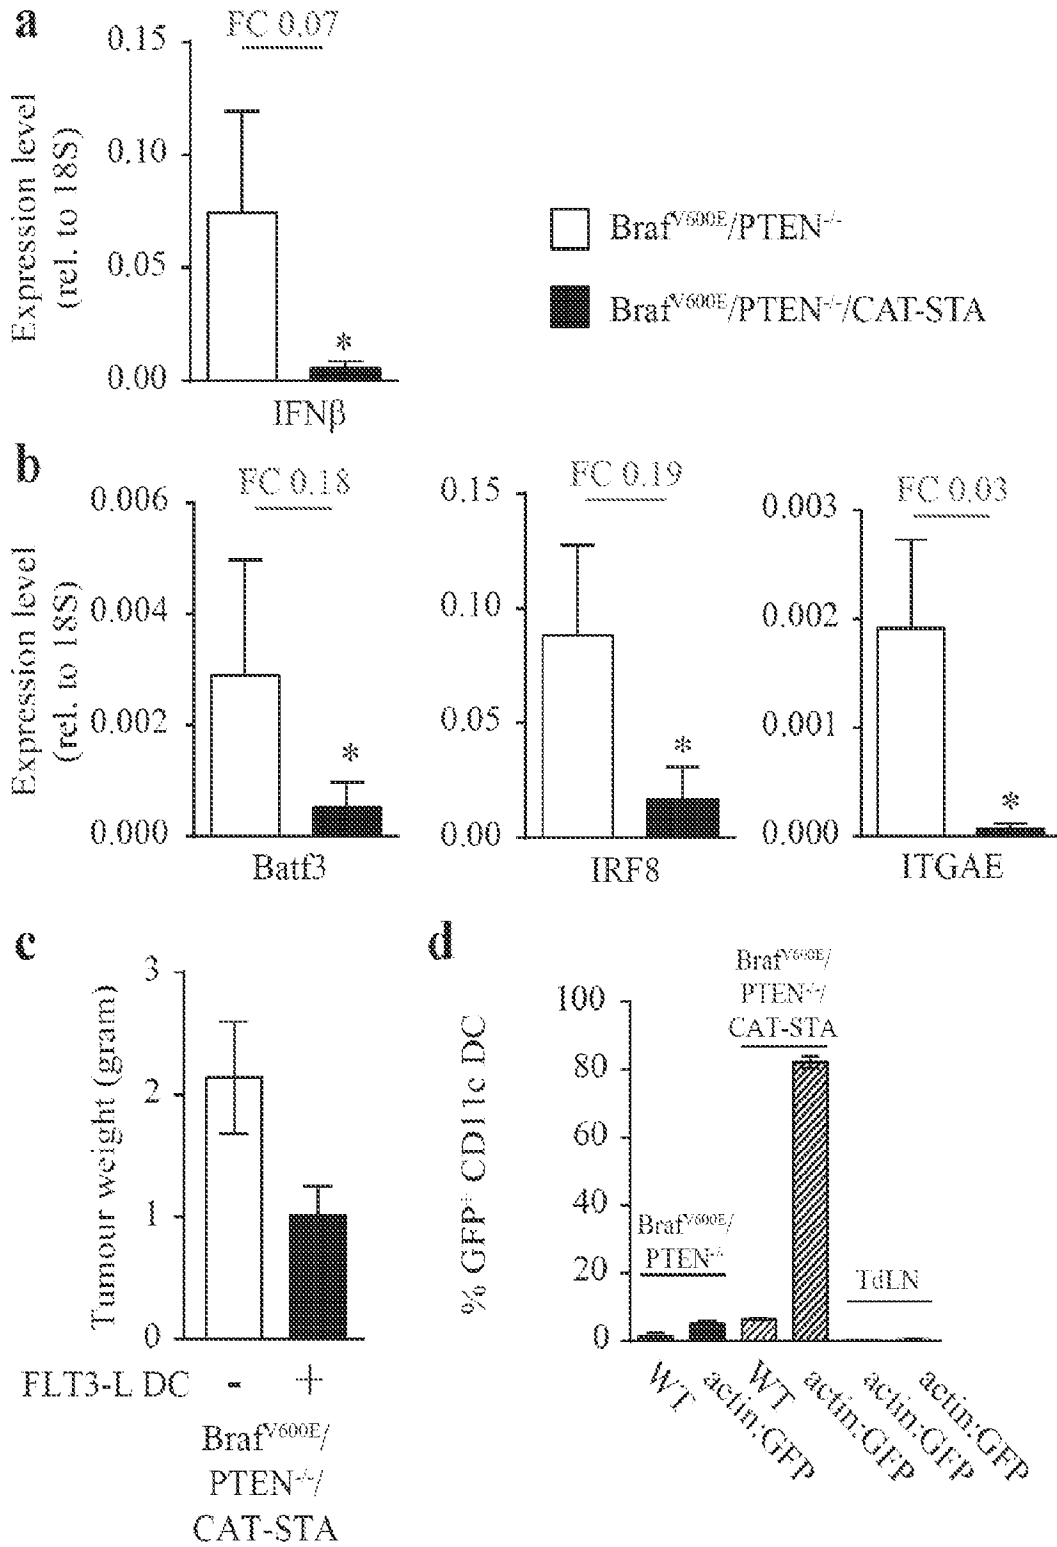 a
FC 0.07
0.15
0.10
0.05
0.00
Expression level
(rel. to 18S)
*
IFNβ
Braf^V600E/PTEN^-/-
Braf^V600E/PTEN^-/-/CAT-STA
b
FC 0.18
0.006
0.004
0.002
0.000
Expression level
(rel. to 18S)
*
Batf3
FC 0.19
0.15
0.10
0.05
0.00
*
IRF8
FC 0.03
0.003
0.002
0.001
0.000
*
ITGAE
c
3
2
1
0
Tumour weight (gram)
FLT3-L DC - +
Braf^V600E/
PTEN^-/-/
CAT-STA
d
Braf^V600E/
PTEN^-/-/
CAT-STA
100
80
60
40
20
0
% GFP+ CD11c DC
Braf^V600E/
PTEN^-/-
TdLN
WT
actin:GFP
WT
actin:GFP
actin:GFP
actin:GFP